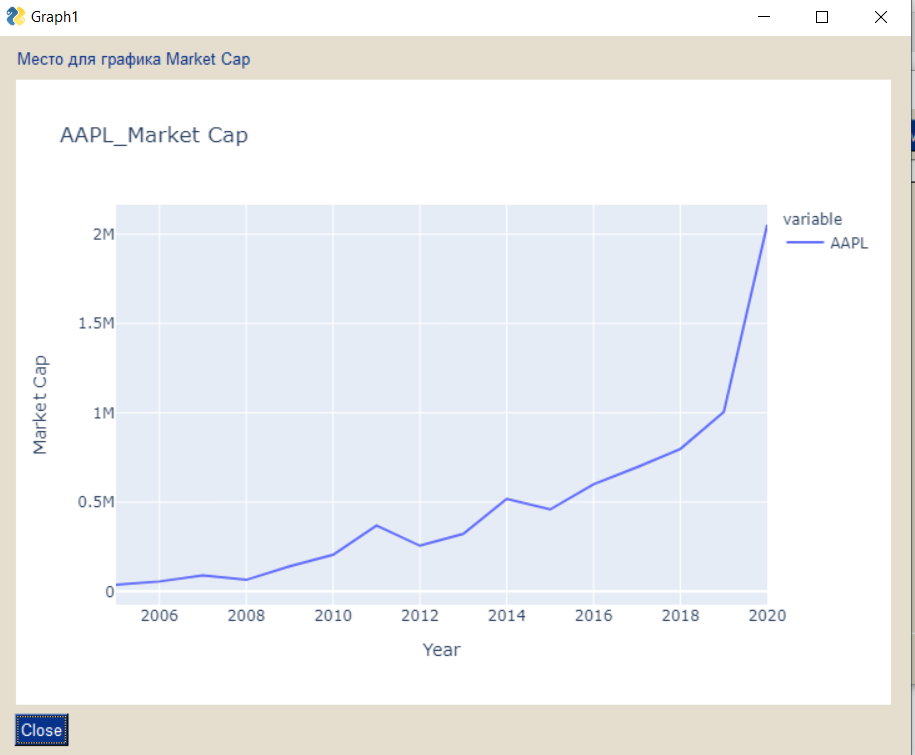 Graph1
Место для графика Market Cap
AAPL_Market Cap
variable
AAPL
2M
1.5M
1M
0.5M
0
Market Cap
2006 2008 2010 2012 2014 2016 2018 2020
Year
Close